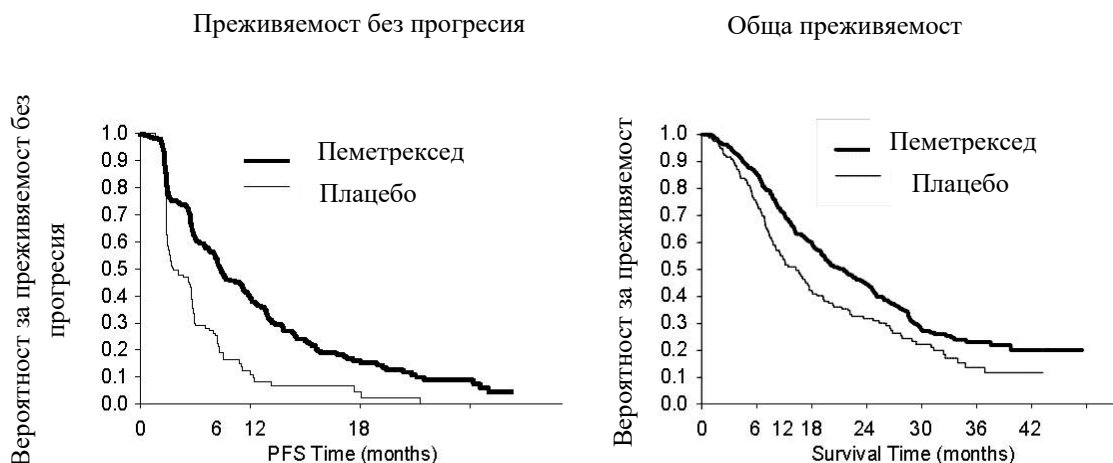 Преживяемост без прогресия
Обща преживяемост
Вероятност за преживяемост без
прогресия
1.0
0.9
0.8
0.7
0.6
0.5
0.4
0.3
0.2
0.1
0.0
Пеметрексед
Плацебо
0 6 12 18
PFS Time (months)
Вероятност за преживяемост
1.0
0.9
0.8
0.7
0.6
0.5
0.4
0.3
0.2
0.1
0.0
Пеметрексед
Плацебо
0 6 12 18 24 30 36 42
Survival Time (months)